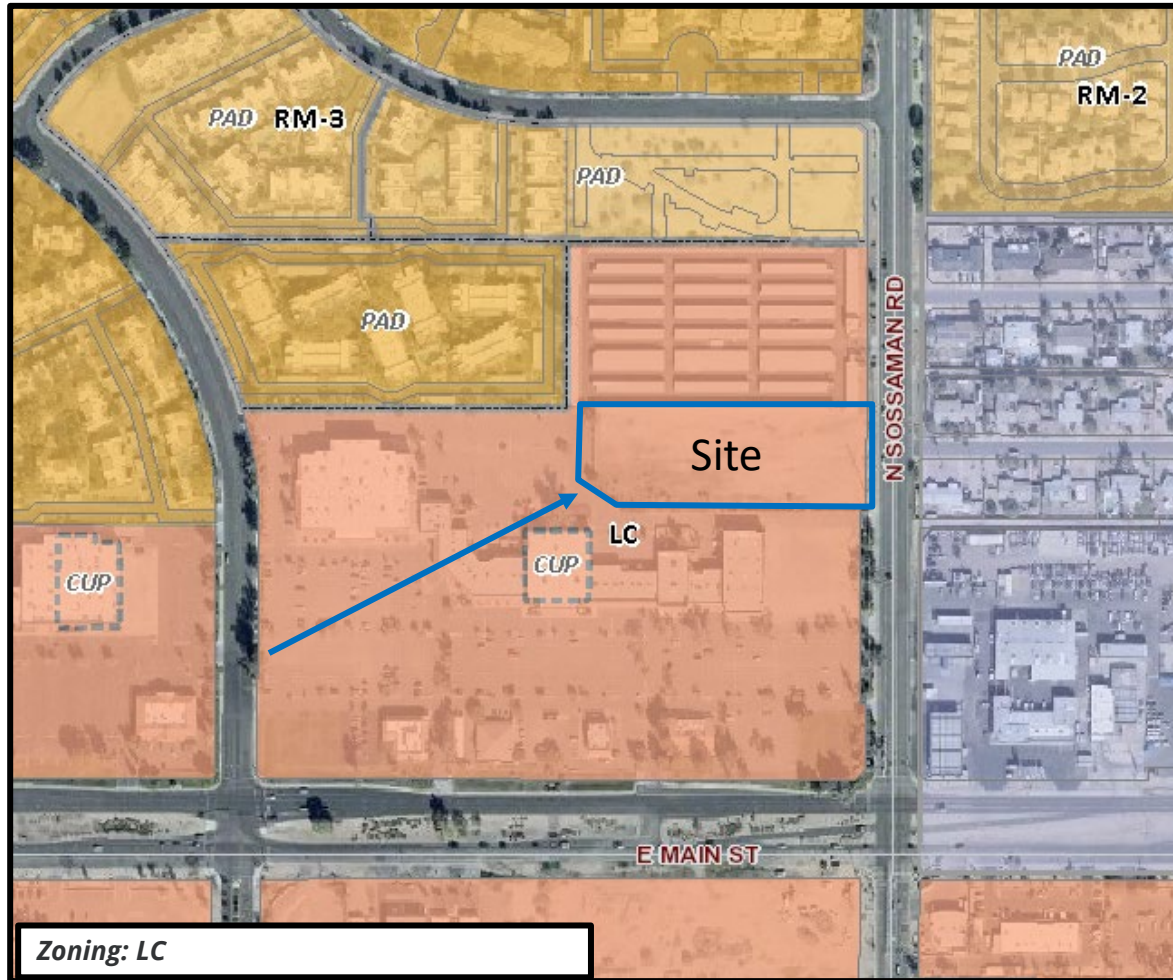 PAD
RM-2
PAD RM-3
PAD
PAD
N SOSSAMAN RD
Site
LC
CUP
CUP
E MAIN ST
Zoning: LC